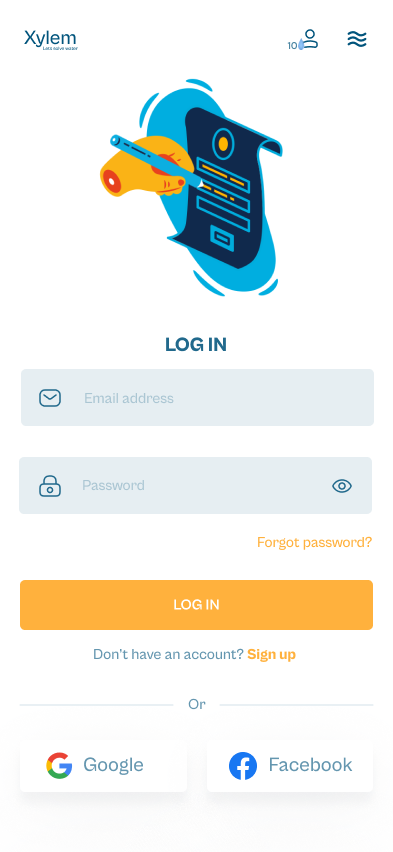 Xylem
Lets solve water
10
LOG IN
Email address
Password
Forgot password?
LOG IN
Don't have an account? Sign up
Or
Google
Facebook